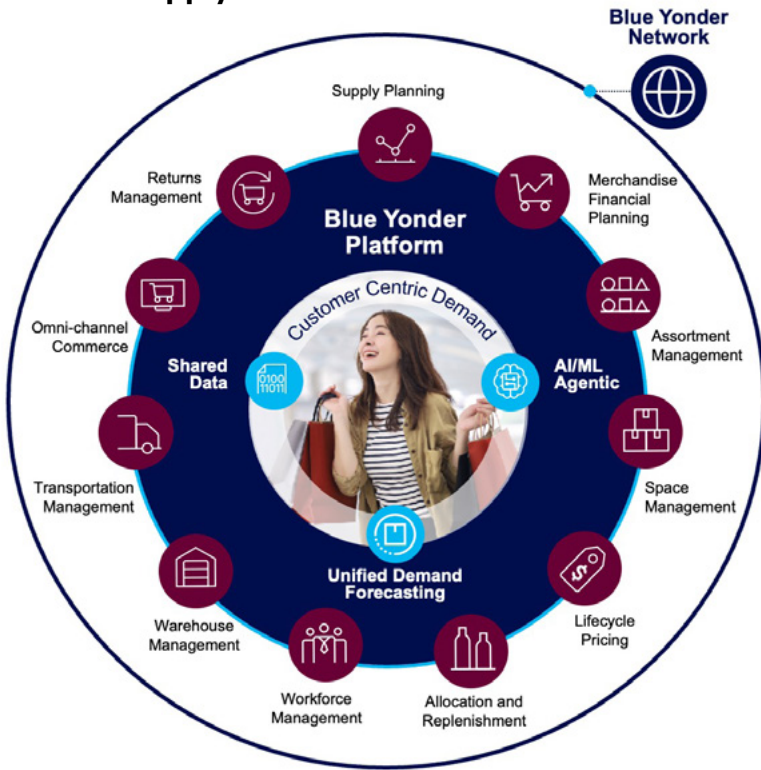 Blue Yonder
Network
Supply Planning
Returns
Management
Merchandise
Financial
Planning
Blue Yonder
Platform
Customer Centric Demand
Omni-channel
Commerce
Shared
Data
0100
11011
AI/ML
Agentic
Assortment
Management
Transportation
Management
Space
Management
Unified Demand
Forecasting
$
Lifecycle
Pricing
Warehouse
Management
Workforce
Management
Allocation and
Replenishment